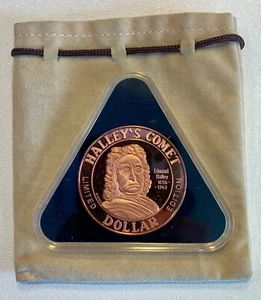 HALLEY'S COMET
Edmund
Halley
1656-
-1742
LIMITED
EDITION
DOLLAR